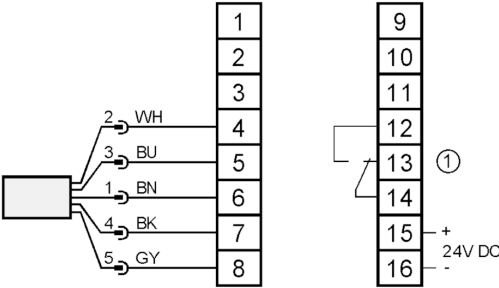 1 9
2 10
3 11
2 WH 4 12
3 BU 5 13 1
1 BN 6 14
4 BK 7 15 +
24V DC
5 GY 8 16 -